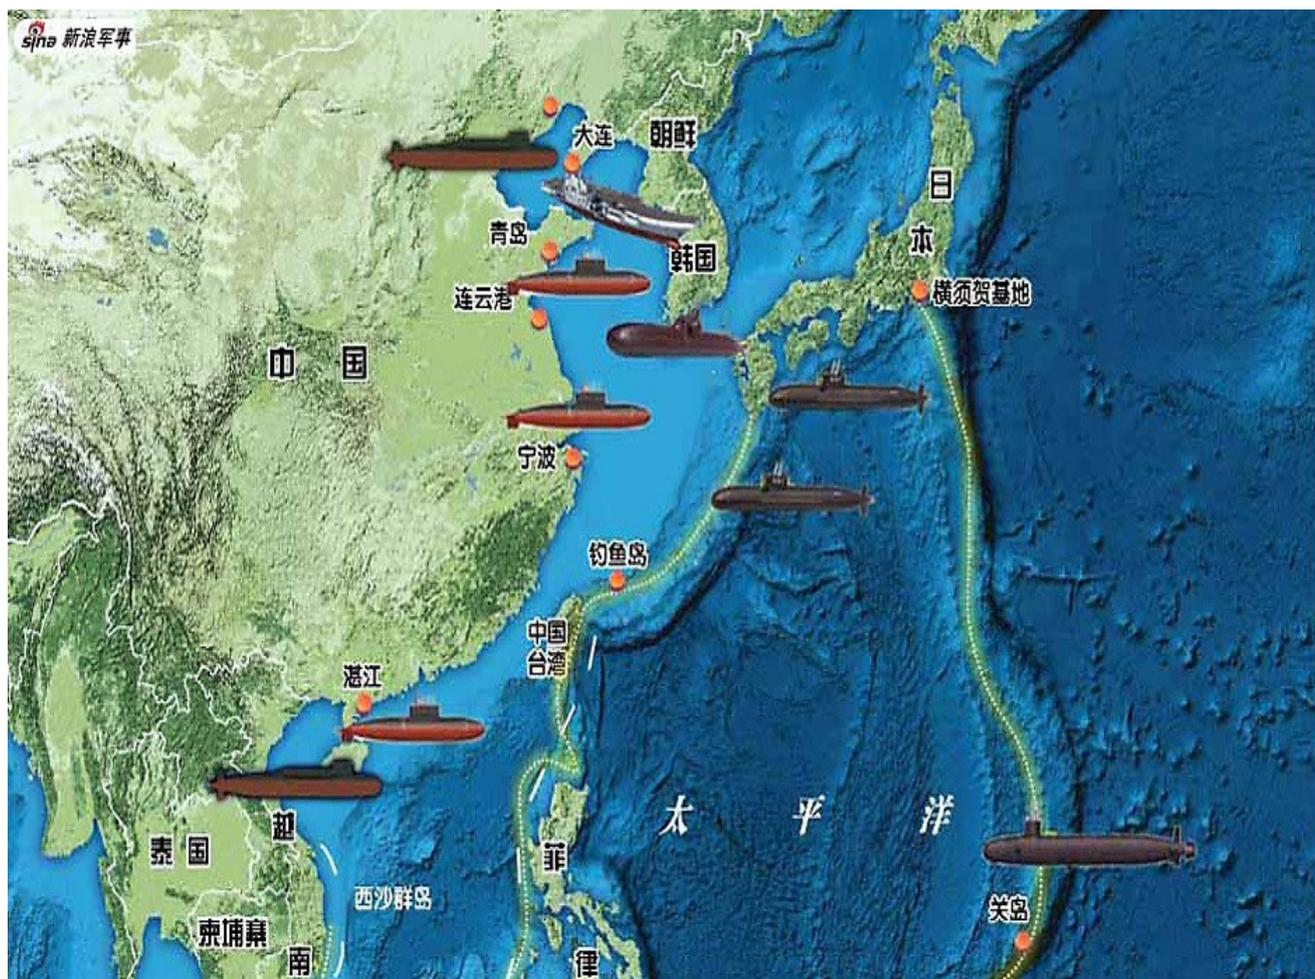 sina 新浪军事
大连
朝鲜
日本
青岛
韩国
连云港
横须贺基地
中国
宁波
钓鱼岛
中国
台湾
湛江
太平洋
越南
泰国
菲律
西沙群岛
关岛
柬埔寨